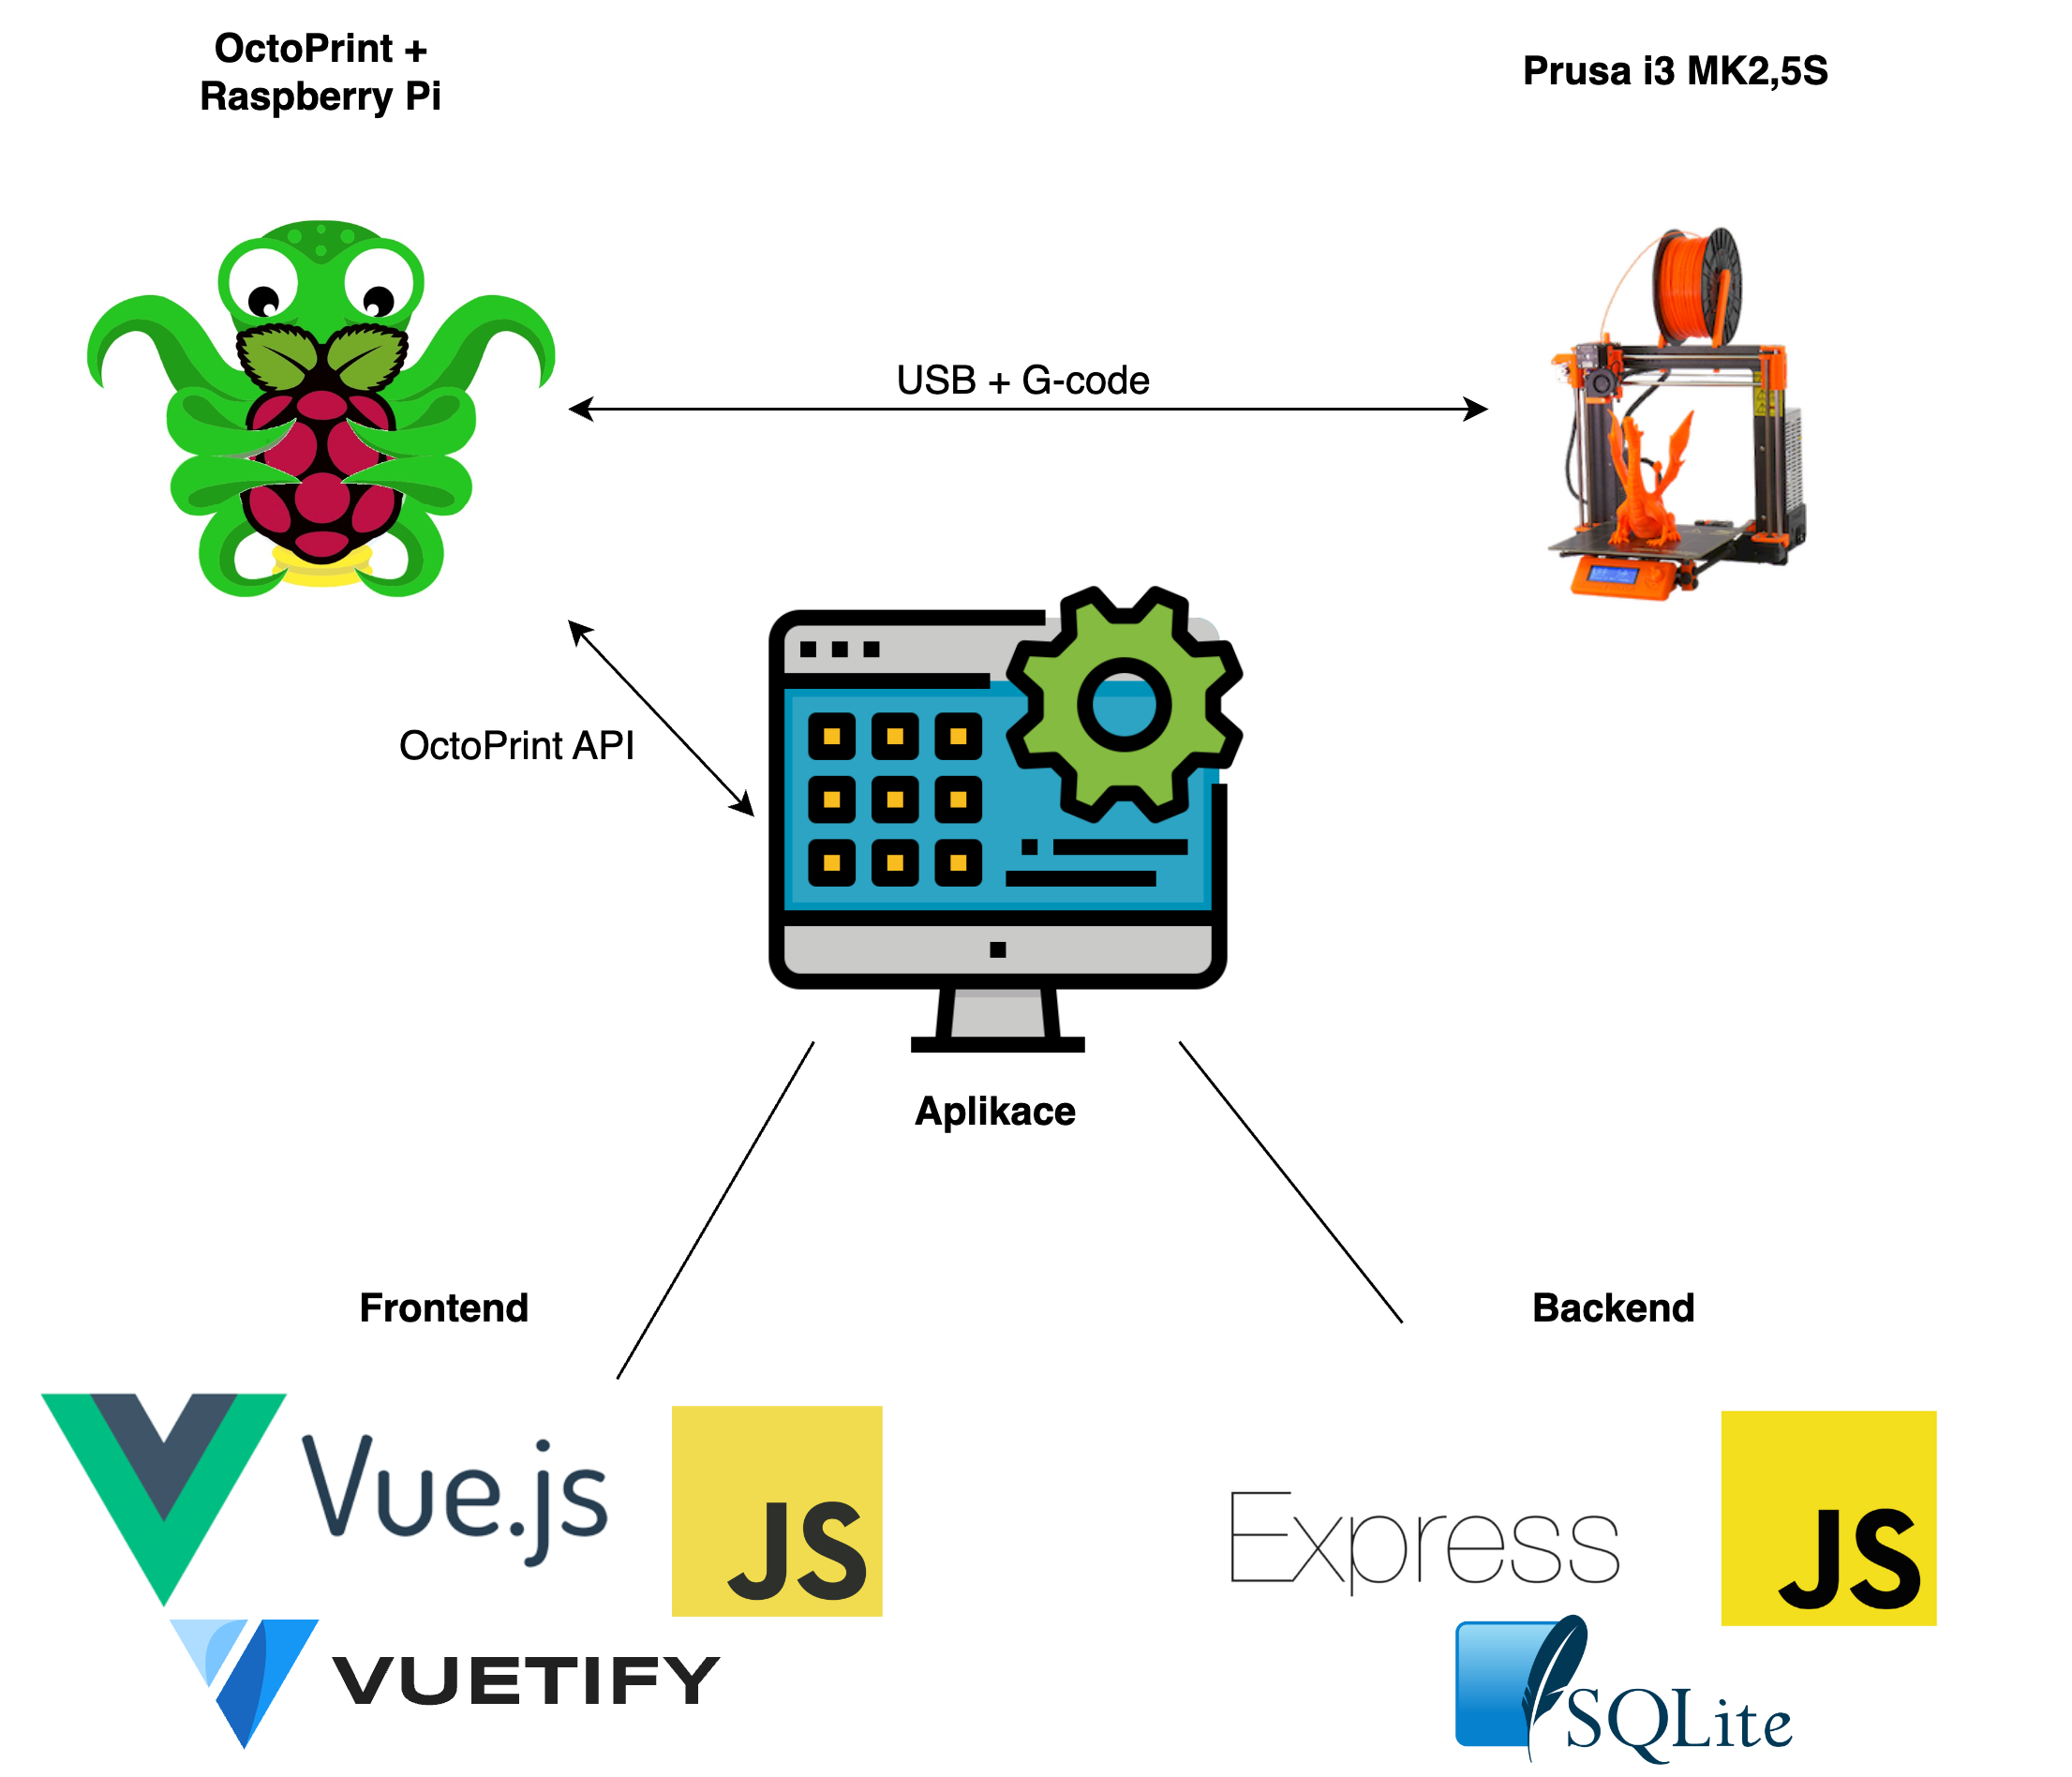 OctoPrint +
Raspberry Pi
Prusa i3 MK2,5S
USB + G-code
OctoPrint API
Aplikace
Frontend
Backend
Vue.js
JS
VUETIFY
Express
JS
SQLite